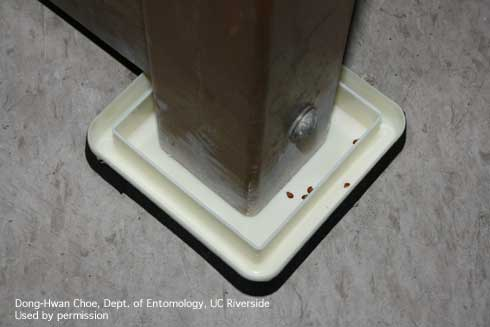 Dong-Hwan Choe, Dept. of Entomology, UC Riverside
Used by permission